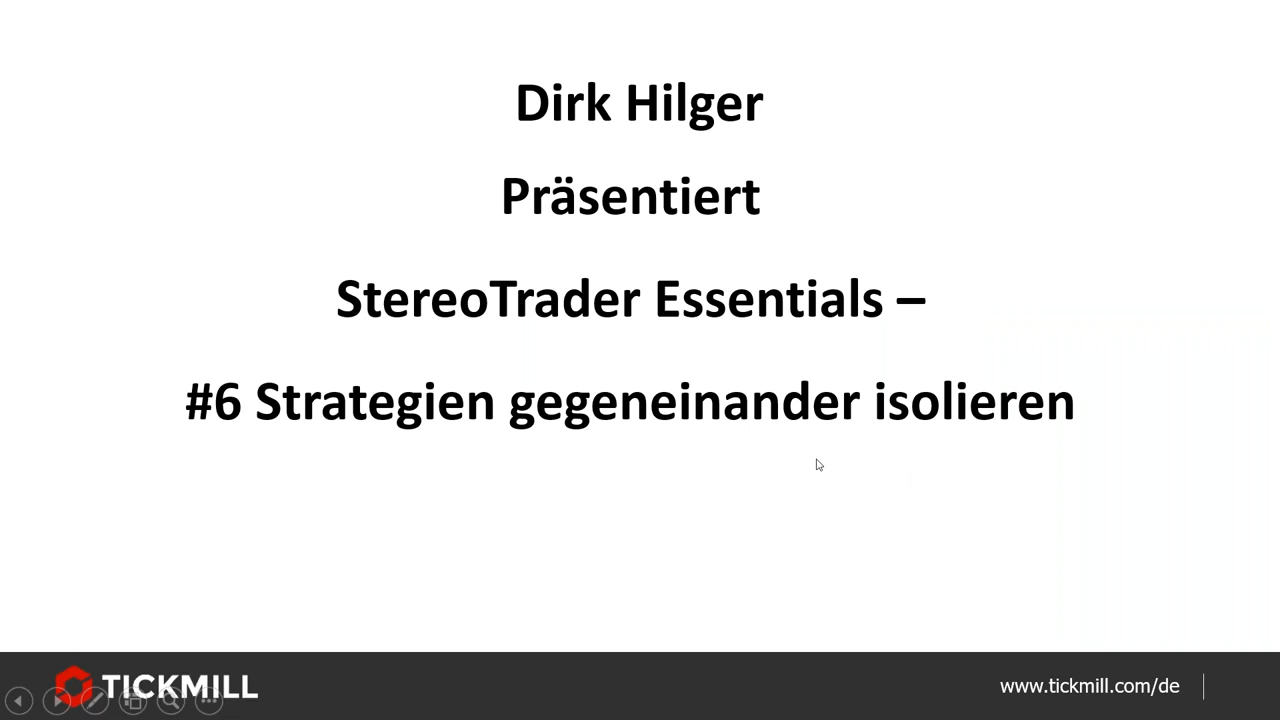 Dirk Hilger
Präsentiert
StereoTrader Essentials –
#6 Strategien gegeneinander isolieren
TICKMILL
www.tickmill.com/de